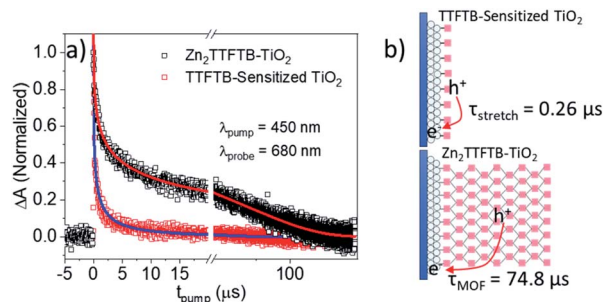 a)
Zn₂TTFTB-TiO₂
TTFTB-Sensitized TiO₂
λpump = 450 nm
λprobe = 680 nm
ΔA (Normalized)
1.0
0.8
0.6
0.4
0.2
0.0
-5 0 5 10 15 100
tpump (μs)
b)
TTFTB-Sensitized TiO₂
h⁺
e⁻
τstretch = 0.26 μs
Zn₂TTFTB-TiO₂
h⁺
e⁻
τMOF = 74.8 μs